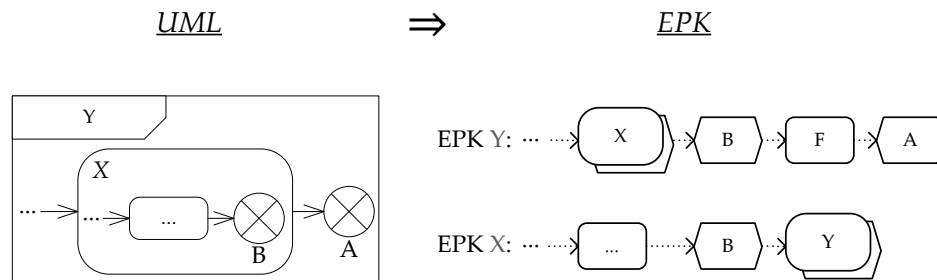 UML ⇒ EPK
Y
X
... ... ...
B A
EPK Y: ... X B F A
EPK X: ... ... B Y